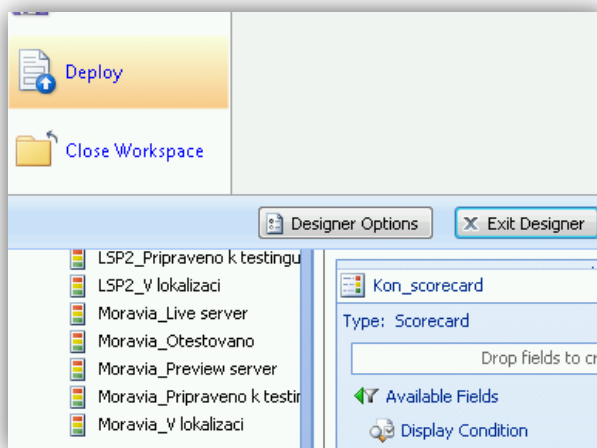 Deploy
Close Workspace
Designer Options
Exit Designer
LSP2_Pripraveno k testingu
LSP2_V lokalizaci
Moravia_Live server
Moravia_Otestovano
Moravia_Preview server
Moravia_Pripraveno k testin
Moravia_V lokalizaci
Kon_scorecard
Type: Scorecard
Drop fields to cr
Available Fields
Display Condition